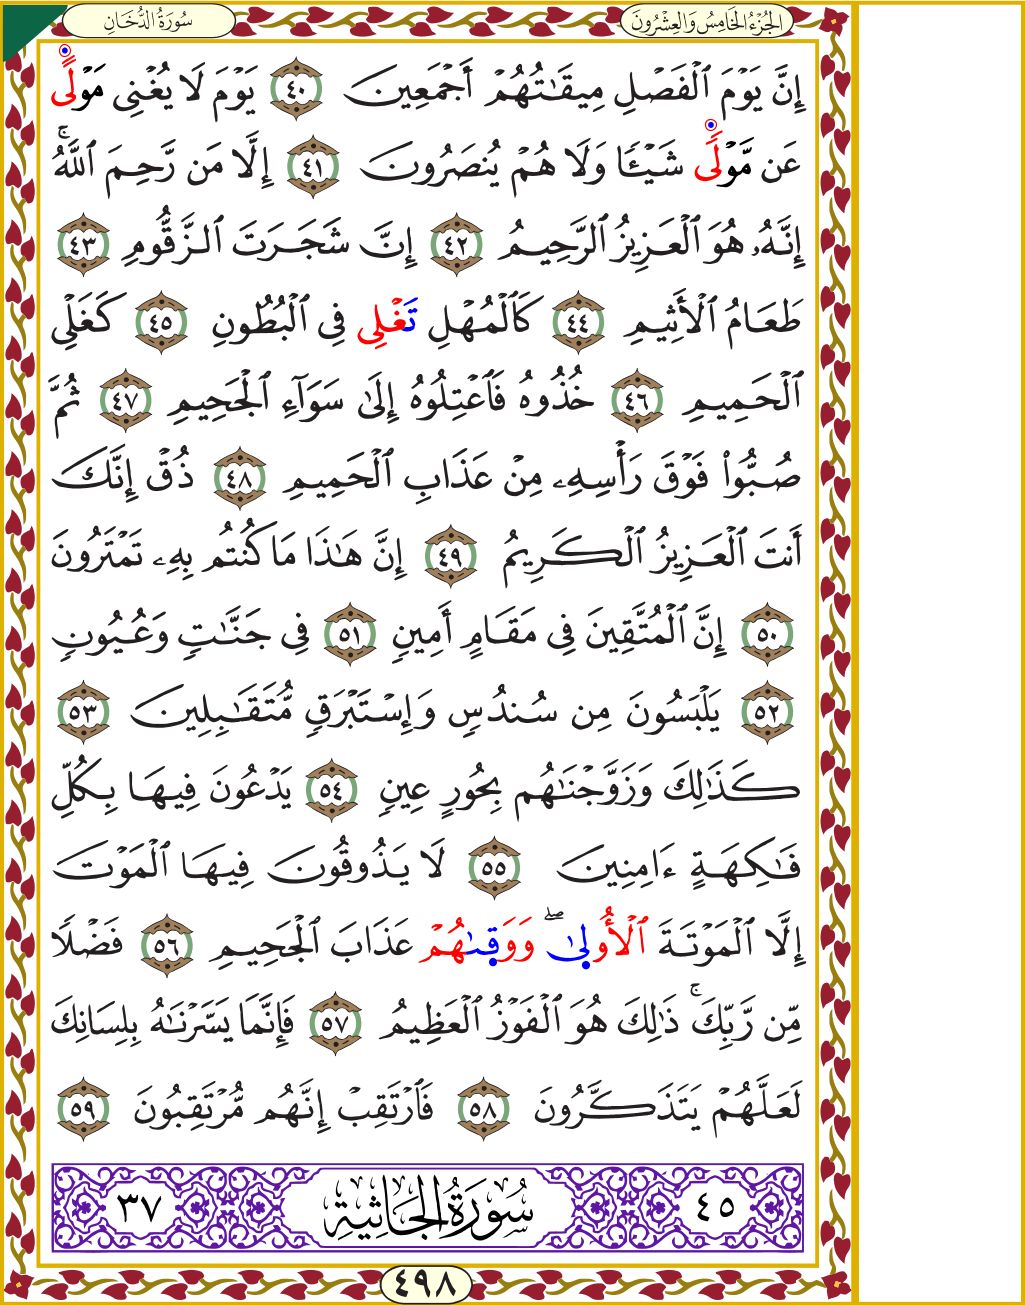 الجُزْءُ الخَامِسُ وَالعِشْرُونَ
سُورَةُ الدُّخَانِ
إِنَّ يَوْمَ ٱلْفَصْلِ مِيقَٰتُهُمْ أَجْمَعِينَ ٤٠ يَوْمَ لَا يُغْنِى مَوْلًى
عَن مَّوْلًى شَيْـًٔا وَلَا هُمْ يُنصَرُونَ ٤١ إِلَّا مَن رَّحِمَ ٱللَّهُ ۚ
إِنَّهُۥ هُوَ ٱلْعَزِيزُ ٱلرَّحِيمُ ٤٢ إِنَّ شَجَرَتَ ٱلزَّقُّومِ ٤٣
طَعَامُ ٱلْأَثِيمِ ٤٤ كَٱلْمُهْلِ تَغْلِى فِى ٱلْبُطُونِ ٤٥ كَغَلْىِ
ٱلْحَمِيمِ ٤٦ خُذُوهُ فَٱعْتِلُوهُ إِلَىٰ سَوَآءِ ٱلْجَحِيمِ ٤٧ ثُمَّ
صُبُّوا۟ فَوْقَ رَأْسِهِۦ مِنْ عَذَابِ ٱلْحَمِيمِ ٤٨ ذُقْ إِنَّكَ
أَنتَ ٱلْعَزِيزُ ٱلْكَرِيمُ ٤٩ إِنَّ هَٰذَا مَا كُنتُم بِهِۦ تَمْتَرُونَ
٥٠ إِنَّ ٱلْمُتَّقِينَ فِى مَقَامٍ أَمِينٍ ٥١ فِى جَنَّٰتٍ وَعُيُونٍ
٥٢ يَلْبَسُونَ مِن سُندُسٍ وَإِسْتَبْرَقٍ مُّتَقَٰبِلِينَ ٥٣
كَذَٰلِكَ وَزَوَّجْنَٰهُم بِحُورٍ عِينٍ ٥٤ يَدْعُونَ فِيهَا بِكُلِّ
فَٰكِهَةٍ ءَامِنِينَ ٥٥ لَا يَذُوقُونَ فِيهَا ٱلْمَوْتَ
إِلَّا ٱلْمَوْتَةَ ٱلْأُولَىٰ ۖ وَوَقَىٰهُمْ عَذَابَ ٱلْجَحِيمِ ٥٦ فَضْلًا
مِّن رَّبِّكَ ۚ ذَٰلِكَ هُوَ ٱلْفَوْزُ ٱلْعَظِيمُ ٥٧ فَإِنَّمَا يَسَّرْنَٰهُ بِلِسَانِكَ
لَعَلَّهُمْ يَتَذَكَّرُونَ ٥٨ فَٱرْتَقِبْ إِنَّهُم مُّرْتَقِبُونَ ٥٩
٤٥ سُورَةُ الجَاثِيَةِ ٣٧
٤٩٨